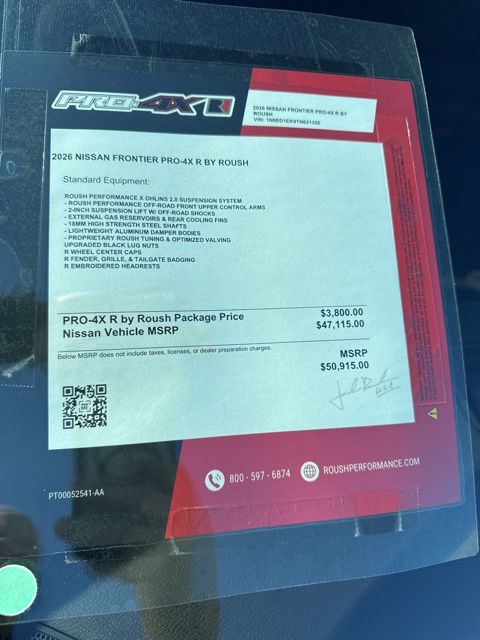 PRO-4X R
2026 NISSAN FRONTIER PRO-4X R BY
ROUSH
2026 NISSAN FRONTIER PRO-4X R BY ROUSH
Standard Equipment:
ROUSH PERFORMANCE X OHLINS 2.0 SUSPENSION SYSTEM
- ROUSH PERFORMANCE OFF-ROAD FRONT UPPER CONTROL ARMS
- 2-INCH SUSPENSION LIFT W/ OFF-ROAD SHOCKS
- EXTERNAL GAS RESERVOIRS & REAR COOLING FINS
- 18MM HIGH STRENGTH STEEL SHAFTS
- LIGHTWEIGHT ALUMINUM DAMPER BODIES
- PROPRIETARY ROUSH TUNING & OPTIMIZED VALVING
UPGRADED BLACK LUG NUTS
R WHEEL CENTER CAPS
R FENDER, GRILLE, & TAILGATE BADGING
R EMBROIDERED HEADRESTS
PRO-4X R by Roush Package Price $3,800.00
Nissan Vehicle MSRP $47,115.00
Below MSRP does not include taxes, licenses, or dealer preparation charges.
MSRP
$50,915.00
800 - 597 - 6874 ROUSHPERFORMANCE.COM
PT00052541-AA